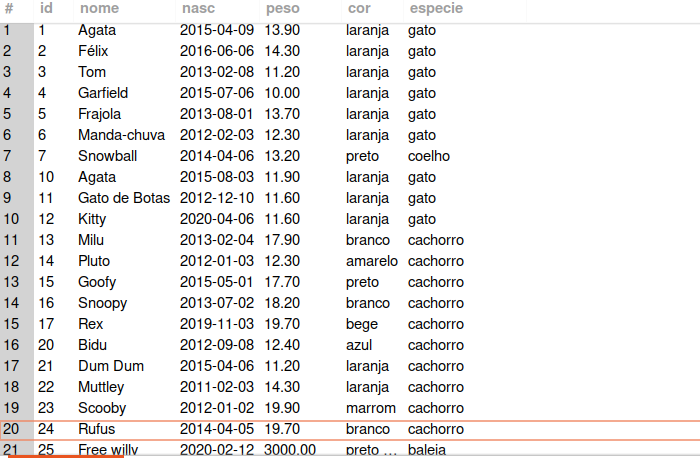 # id nome nasc peso cor especie
1 1 Agata 2015-04-09 13.90 laranja gato
2 2 Félix 2016-06-06 14.30 laranja gato
3 3 Tom 2013-02-08 11.20 laranja gato
4 4 Garfield 2015-07-06 10.00 laranja gato
5 5 Frajola 2013-08-01 13.70 laranja gato
6 6 Manda-chuva 2012-02-03 12.30 laranja gato
7 7 Snowball 2014-04-06 13.20 preto coelho
8 10 Agata 2015-08-03 11.90 laranja gato
9 11 Gato de Botas 2012-12-10 11.60 laranja gato
10 12 Kitty 2020-04-06 11.60 laranja gato
11 13 Milu 2013-02-04 17.90 branco cachorro
12 14 Pluto 2012-01-03 12.30 amarelo cachorro
13 15 Goofy 2015-05-01 17.70 preto cachorro
14 16 Snoopy 2013-07-02 18.20 branco cachorro
15 17 Rex 2019-11-03 19.70 bege cachorro
16 20 Bidu 2012-09-08 12.40 azul cachorro
17 21 Dum Dum 2015-04-06 11.20 laranja cachorro
18 22 Muttley 2011-02-03 14.30 laranja cachorro
19 23 Scooby 2012-01-02 19.90 marrom cachorro
20 24 Rufus 2014-04-05 19.70 branco cachorro
21 25 Free willy 2020-02-12 3000.00 preto ... baleia